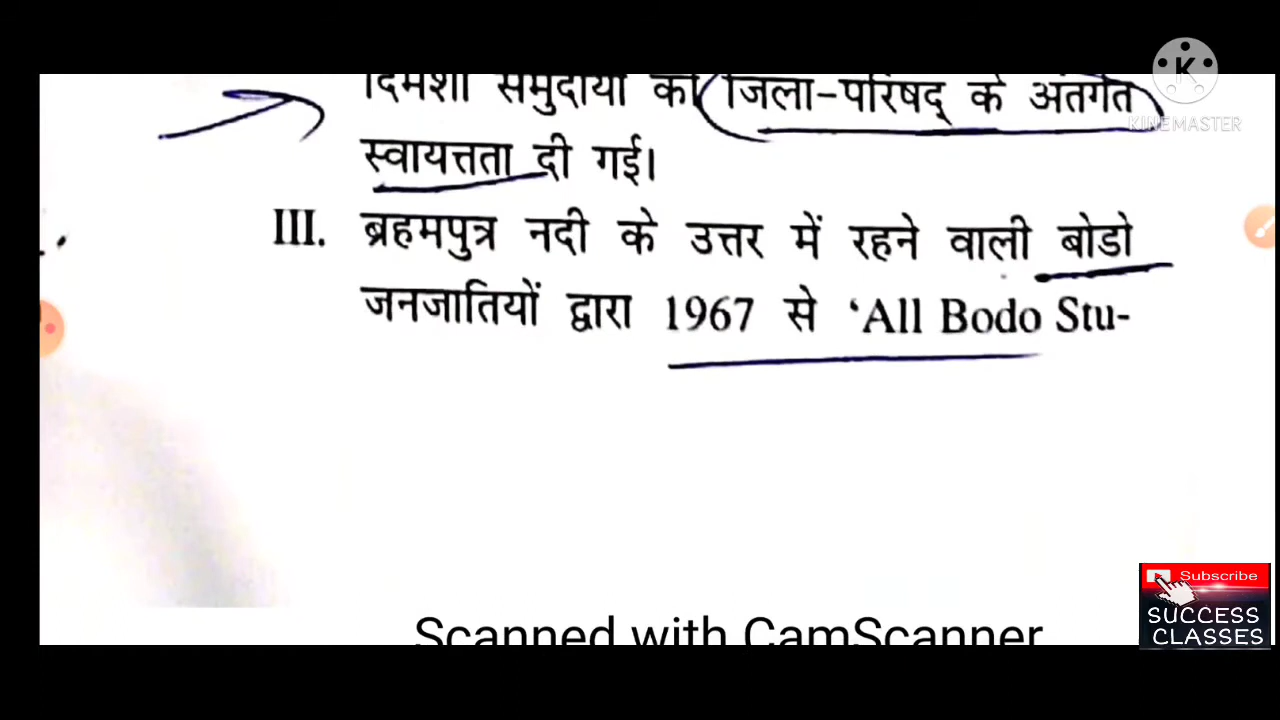 दिमशा समुदायों को जिला-परिषद् के अंतर्गत
KINEMASTER
स्वायत्तता दी गई।
III. ब्रहमपुत्र नदी के उत्तर में रहने वाली बोडो
जनजातियों द्वारा 1967 से ‘All Bodo Stu-
Subscribe
SUCCESS
CLASSES
Scanned with CamScanner